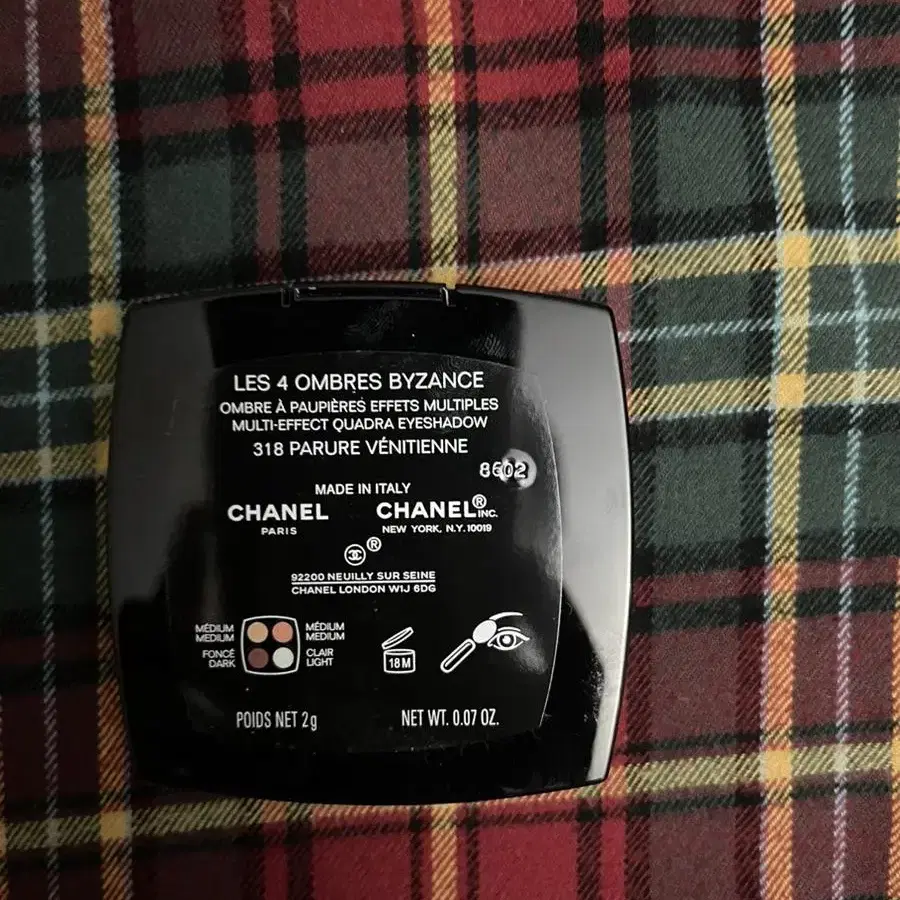 LES 4 OMBRES BYZANCE
OMBRE À PAUPIÈRES EFFETS MULTIPLES
MULTI-EFFECT QUADRA EYESHADOW
318 PARURE VÉNITIENNE
8602
MADE IN ITALY
CHANEL CHANEL® INC.
PARIS NEW YORK, N.Y. 10019
®
92200 NEUILLY SUR SEINE
CHANEL LONDON W1J 6DG
MÉDIUM MÉDIUM
MEDIUM MEDIUM
FONCÉ CLAIR
DARK LIGHT
18 M
POIDS NET 2g NET WT. 0.07 OZ.